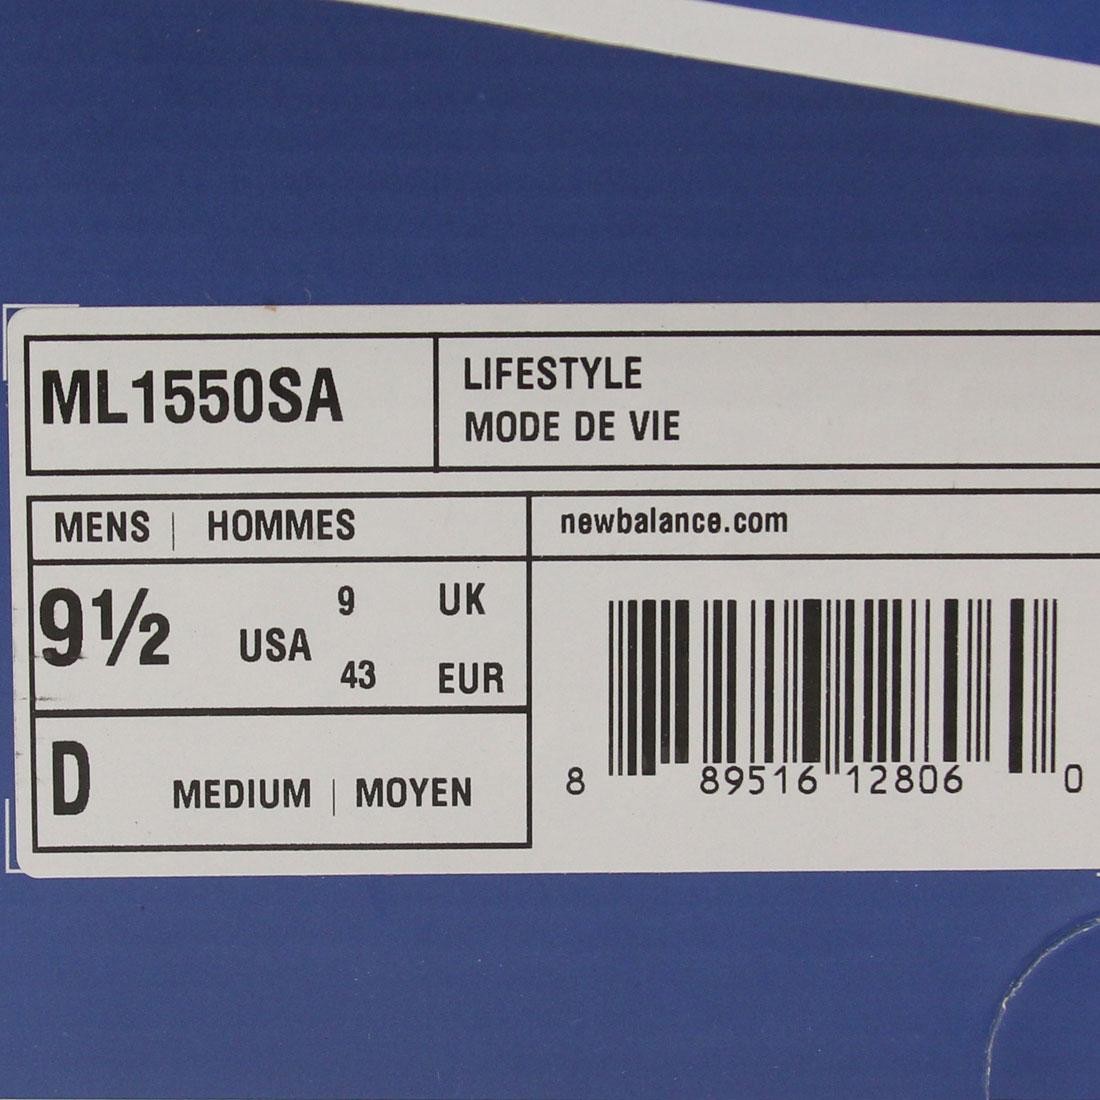 ML1550SA
LIFESTYLE
MODE DE VIE
MENS | HOMMES
newbalance.com
9½ USA
9 UK
43 EUR
D MEDIUM | MOYEN
8 89516 12806 0